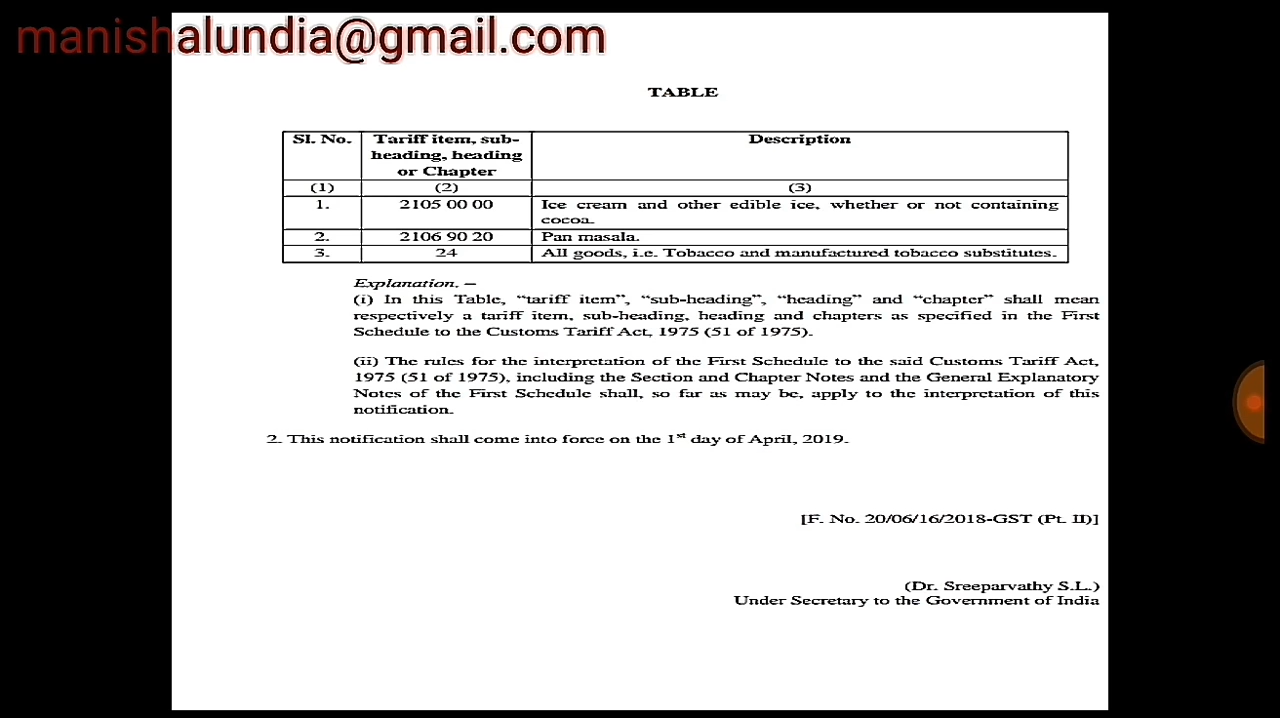 manishalundia@gmail.com
TABLE
Sl. No. Tariff item, sub-heading, heading or Chapter Description
(1) (2) (3)
1. 2105 00 00 Ice cream and other edible ice, whether or not containing
cocoa.
2. 2106 90 20 Pan masala.
3. 24 All goods, i.e. Tobacco and manufactured tobacco substitutes.
Explanation. –
(i) In this Table, “tariff item”, “sub-heading”, “heading” and “chapter” shall mean
respectively a tariff item, sub-heading, heading and chapters as specified in the First
Schedule to the Customs Tariff Act, 1975 (51 of 1975).
(ii) The rules for the interpretation of the First Schedule to the said Customs Tariff Act,
1975 (51 of 1975), including the Section and Chapter Notes and the General Explanatory
Notes of the First Schedule shall, so far as may be, apply to the interpretation of this
notification.
2. This notification shall come into force on the 1st day of April, 2019.
[F. No. 20/06/16/2018-GST (Pt. II)]
(Dr. Sreeparvathy S.L.)
Under Secretary to the Government of India